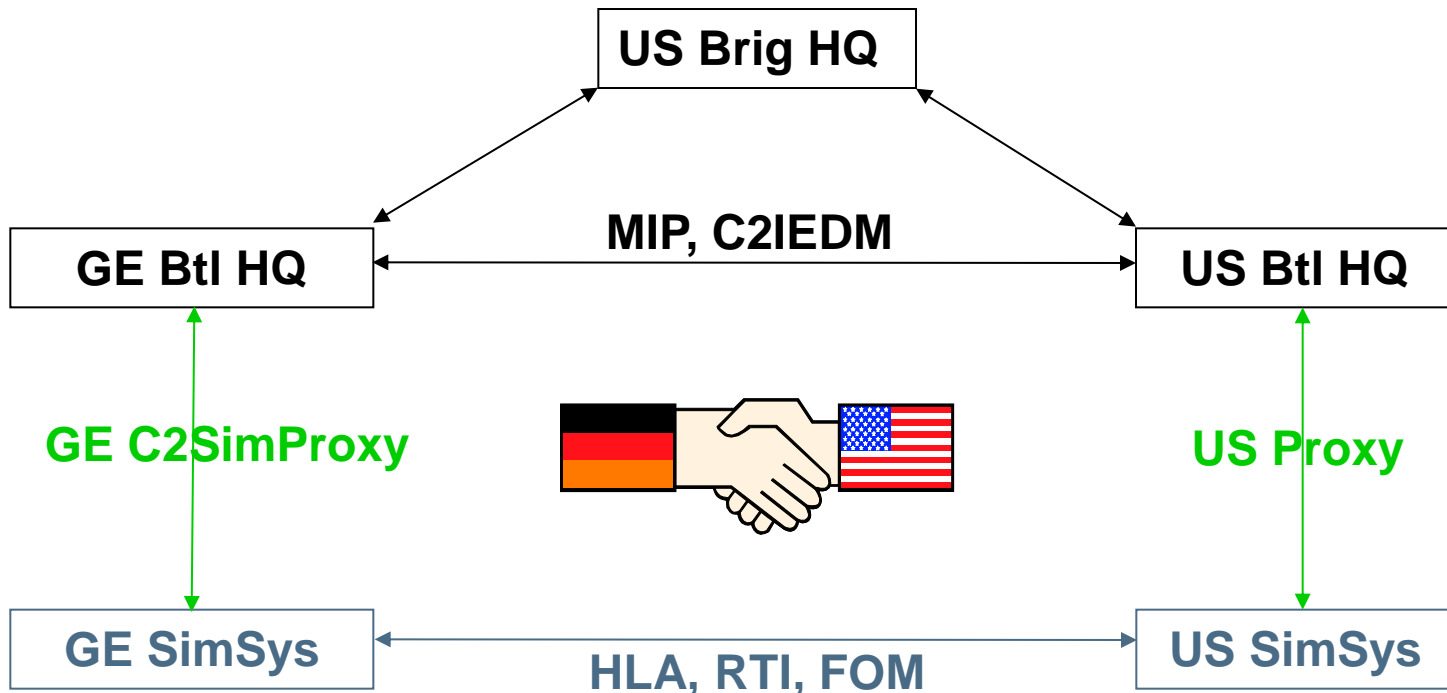 US Brig HQ
MIP, C2IEDM
GE Btl HQ
US Btl HQ
GE C2SimProxy
US Proxy
GE SimSys
US SimSys
HLA, RTI, FOM